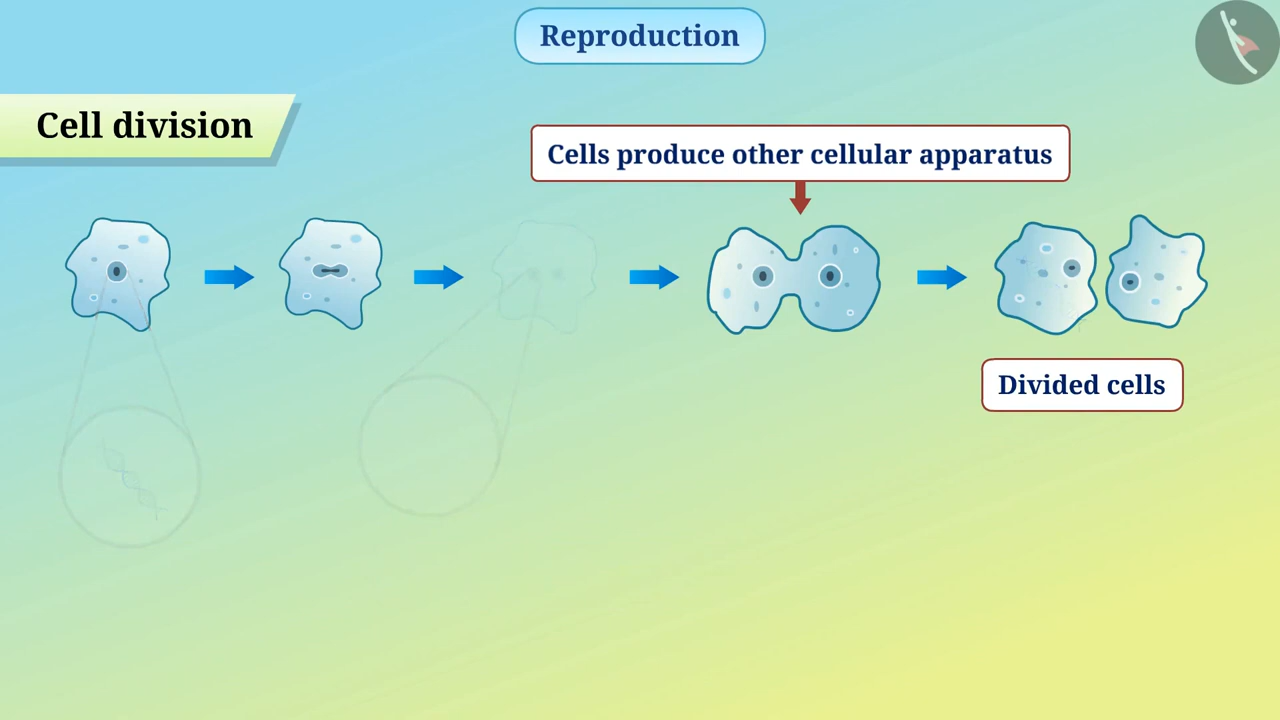 Reproduction
Cell division
Cells produce other cellular apparatus
Divided cells